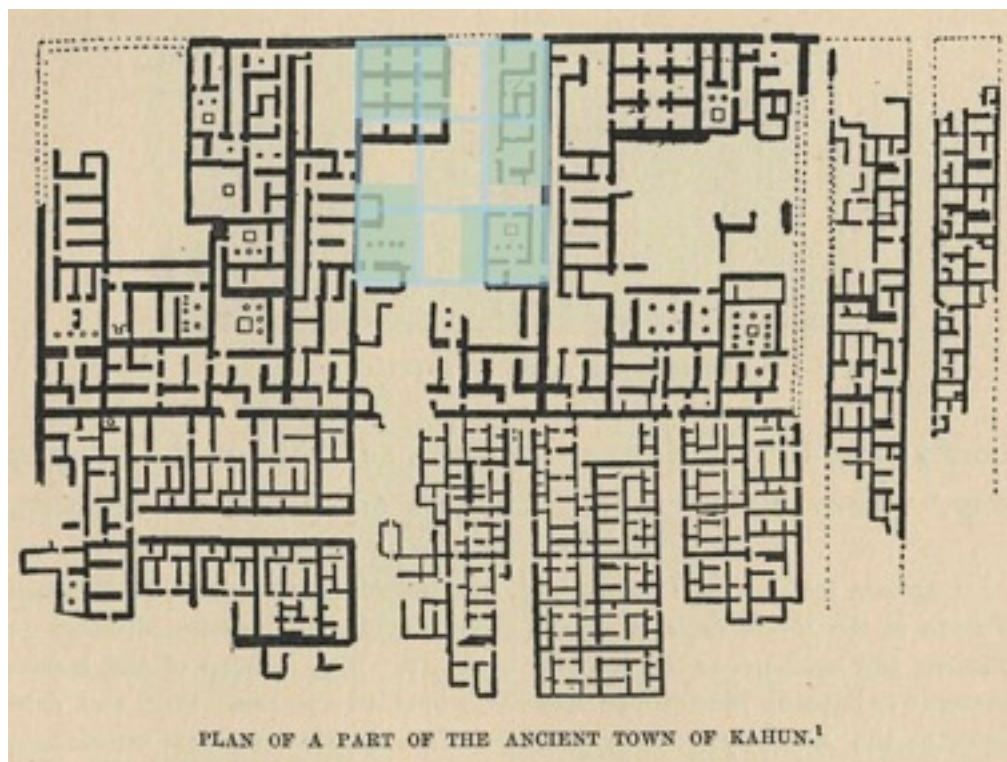 PLAN OF A PART OF THE ANCIENT TOWN OF KAHUN.¹